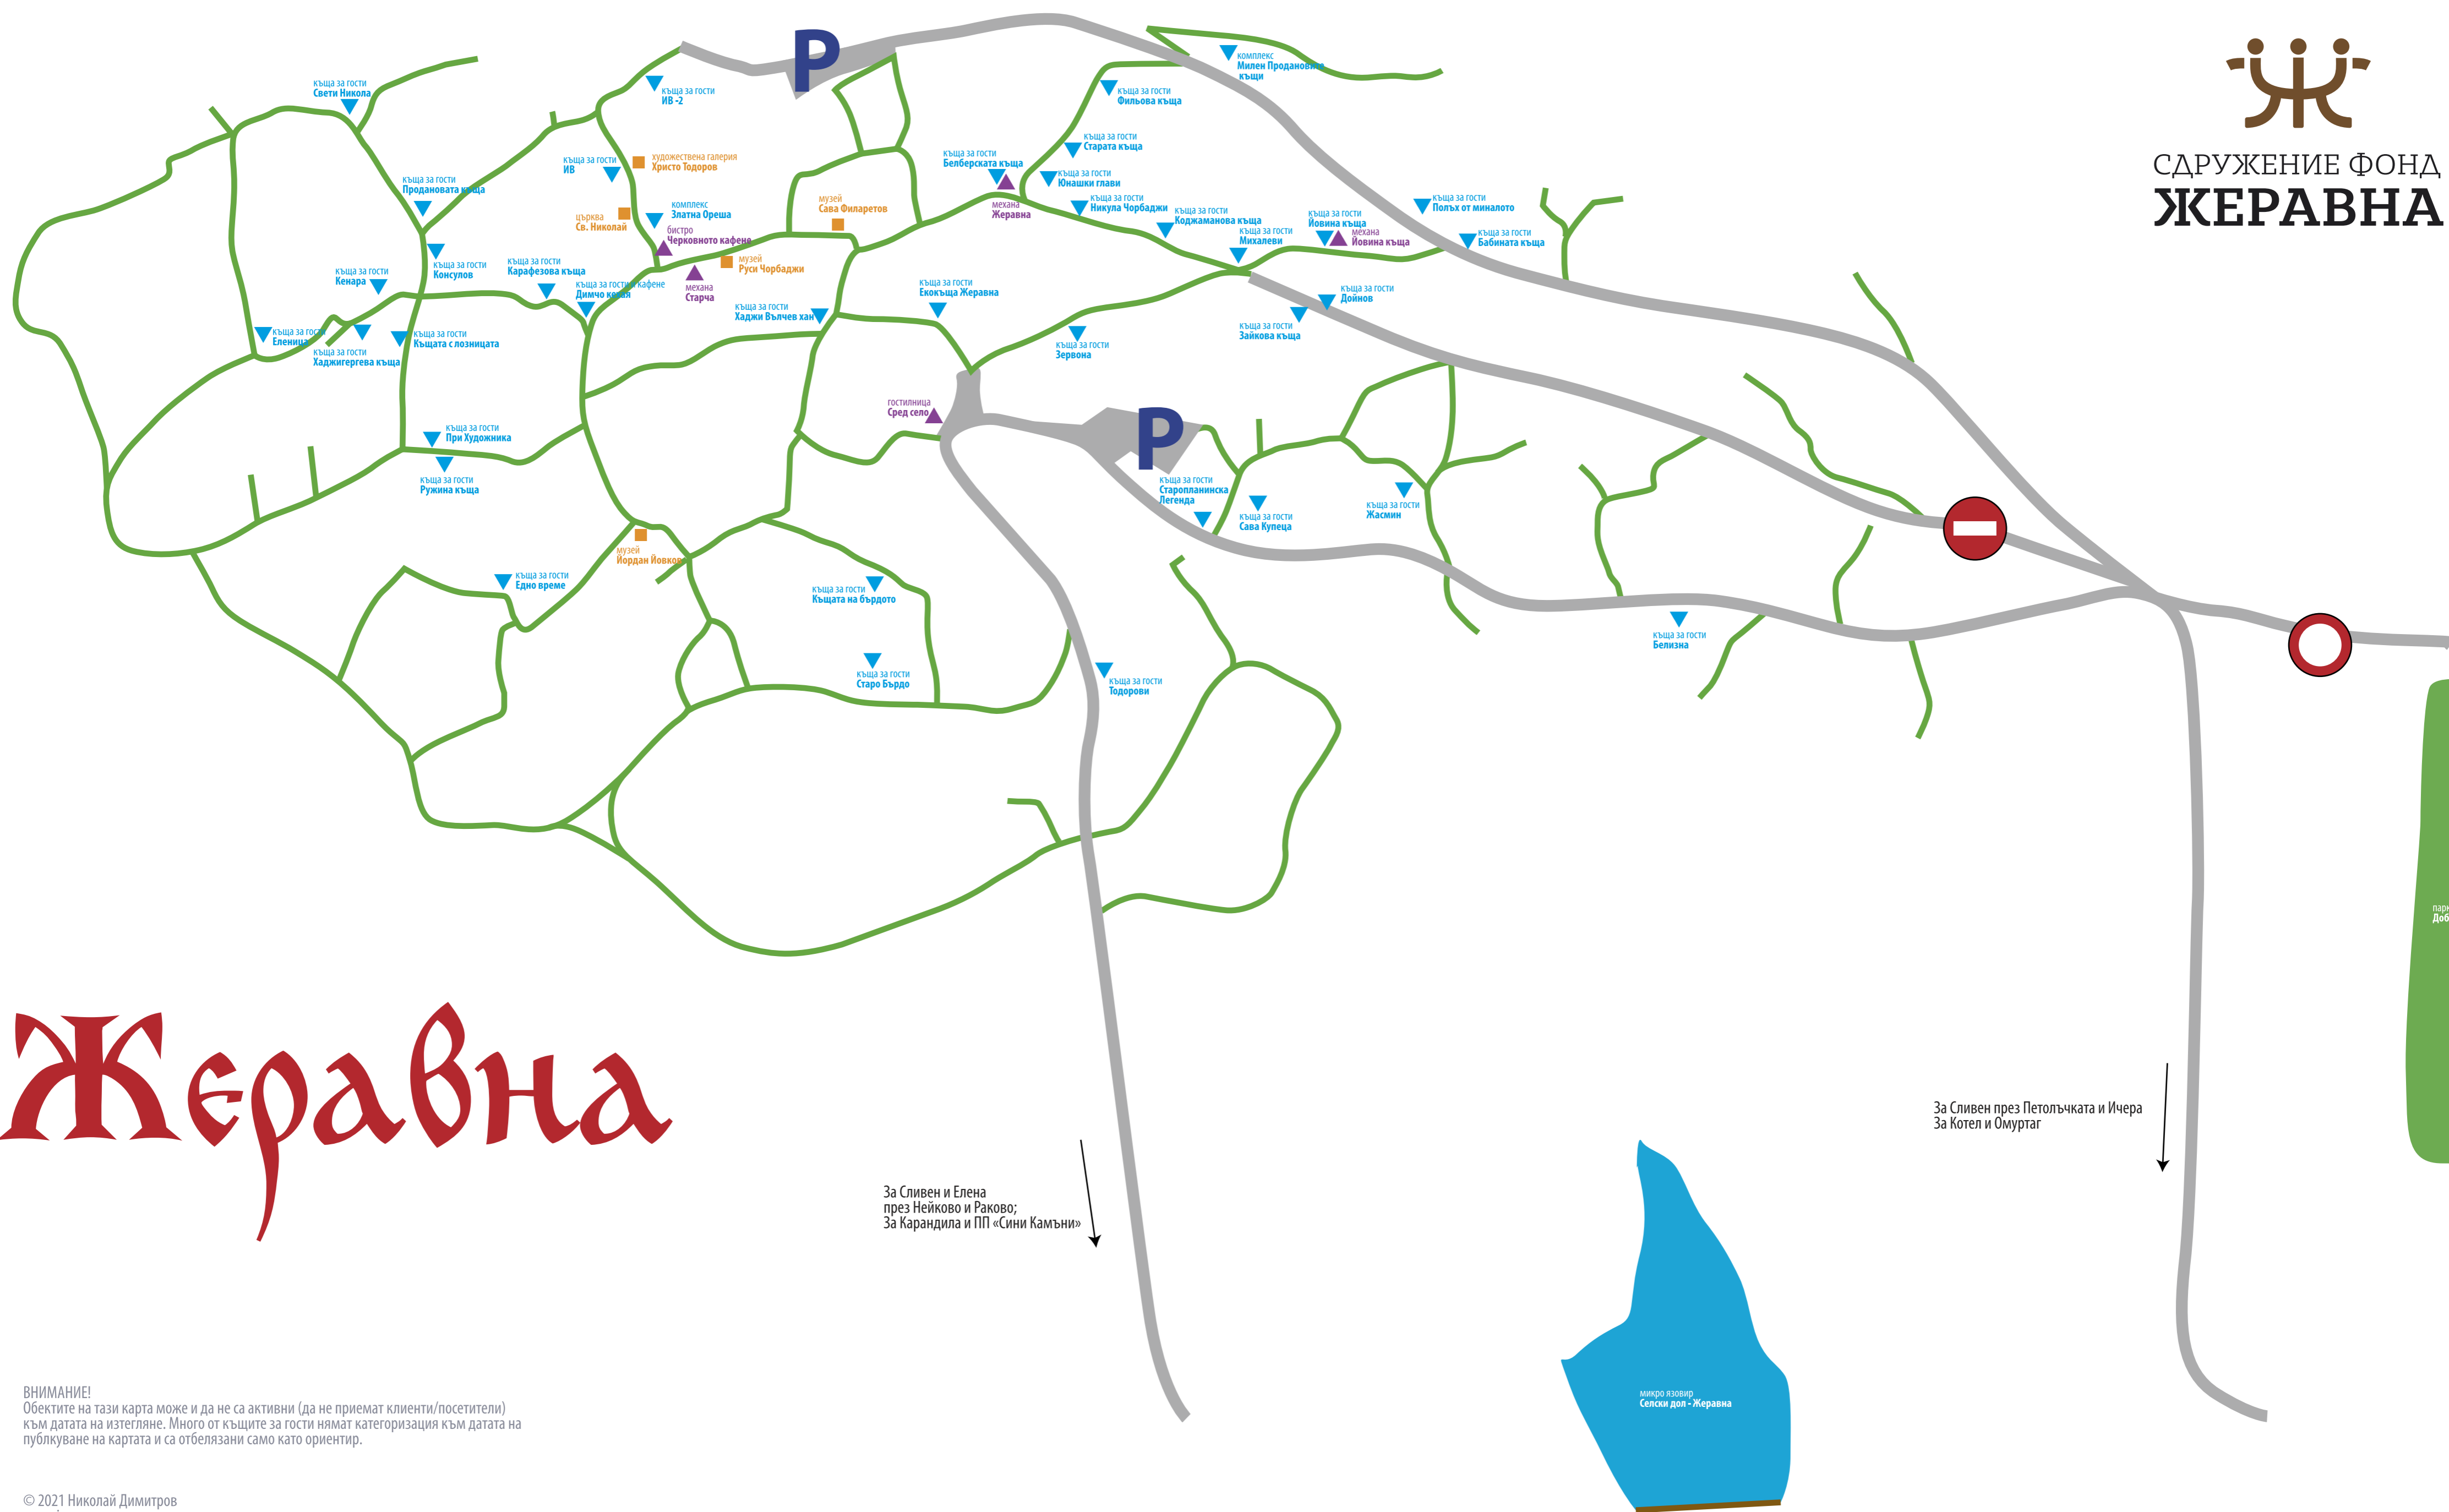 P
къща за гости
Свети Никола
къща за гости
ИВ -2
комплекс
Милен Продановите
къщи
къща за гости
Фильова къща
СДРУЖЕНИЕ ФОНД
ЖЕРАВНА
къща за гости
Старата къща
къща за гости
ИВ
художествена галерия
Христо Тодоров
къща за гости
Белберската къща
къща за гости
Юнашки глави
къща за гости
Продановата къща
музей
Сава Филаретов
механа
Жеравна
къща за гости
Никула Чорбаджи
къща за гости
Коджаманова къща
къща за гости
Полъх от миналото
комплекс
Златна Ореша
църква
Св. Николай
бистро
Черковното кафене
къща за гости
Йовина къща
механа
Йовина къща
къща за гости
Михалеви
къща за гости
Бабината къща
къща за гости
Консулов
къща за гости
Кенара
къща за гости
Карафезова къща
музей
Руси Чорбаджи
къща за гости и кафене
Димчо кехая
механа
Старча
къща за гости
Екокъща Жеравна
къща за гости
Дойнов
къща за гости
Хаджи Вълчев хан
къща за гости
Зайкова къща
къща за гости
Еленица
къща за гости
Хаджигергева къща
къща за гости
Къщата с лозницата
къща за гости
Зервона
гостилница
Сред село
P
къща за гости
При Художника
къща за гости
Ружина къща
къща за гости
Старопланинска
Легенда
къща за гости
Сава Купеца
къща за гости
Жасмин
музей
Йордан Йовков
къща за гости
Едно време
къща за гости
Къщата на бърдото
къща за гости
Белизна
къща за гости
Старо Бърдо
къща за гости
Тодорови
парк
Доб
Жеравна
За Сливен през Петолъчката и Ичера
За Котел и Омуртаг
За Сливен и Елена
през Нейково и Раково;
За Карандила и ПП «Сини Камъни»
микро язовир
Селски дол - Жеравна
ВНИМАНИЕ!
Обектите на тази карта може и да не са активни (да не приемат клиенти/посетители)
към датата на изтегляне. Много от къщите за гости нямат категоризация към датата на
публкуване на картата и са отбелязани само като ориентир.
© 2021 Николай Димитров